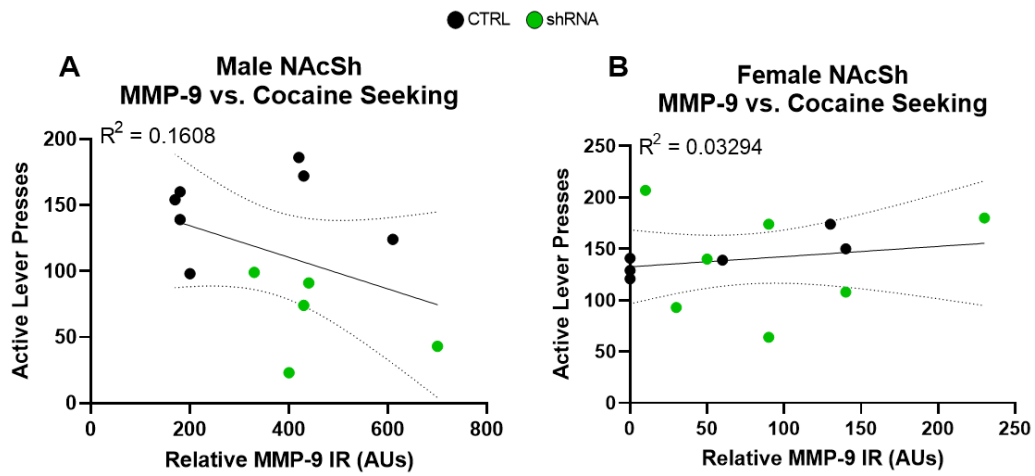 CTRL shRNA
A
Male NAcSh
MMP-9 vs. Cocaine Seeking
R² = 0.1608
Active Lever Presses
200
150
100
50
0
0 200 400 600 800
Relative MMP-9 IR (AUs)
B
Female NAcSh
MMP-9 vs. Cocaine Seeking
R² = 0.03294
Active Lever Presses
250
200
150
100
50
0
0 50 100 150 200 250
Relative MMP-9 IR (AUs)